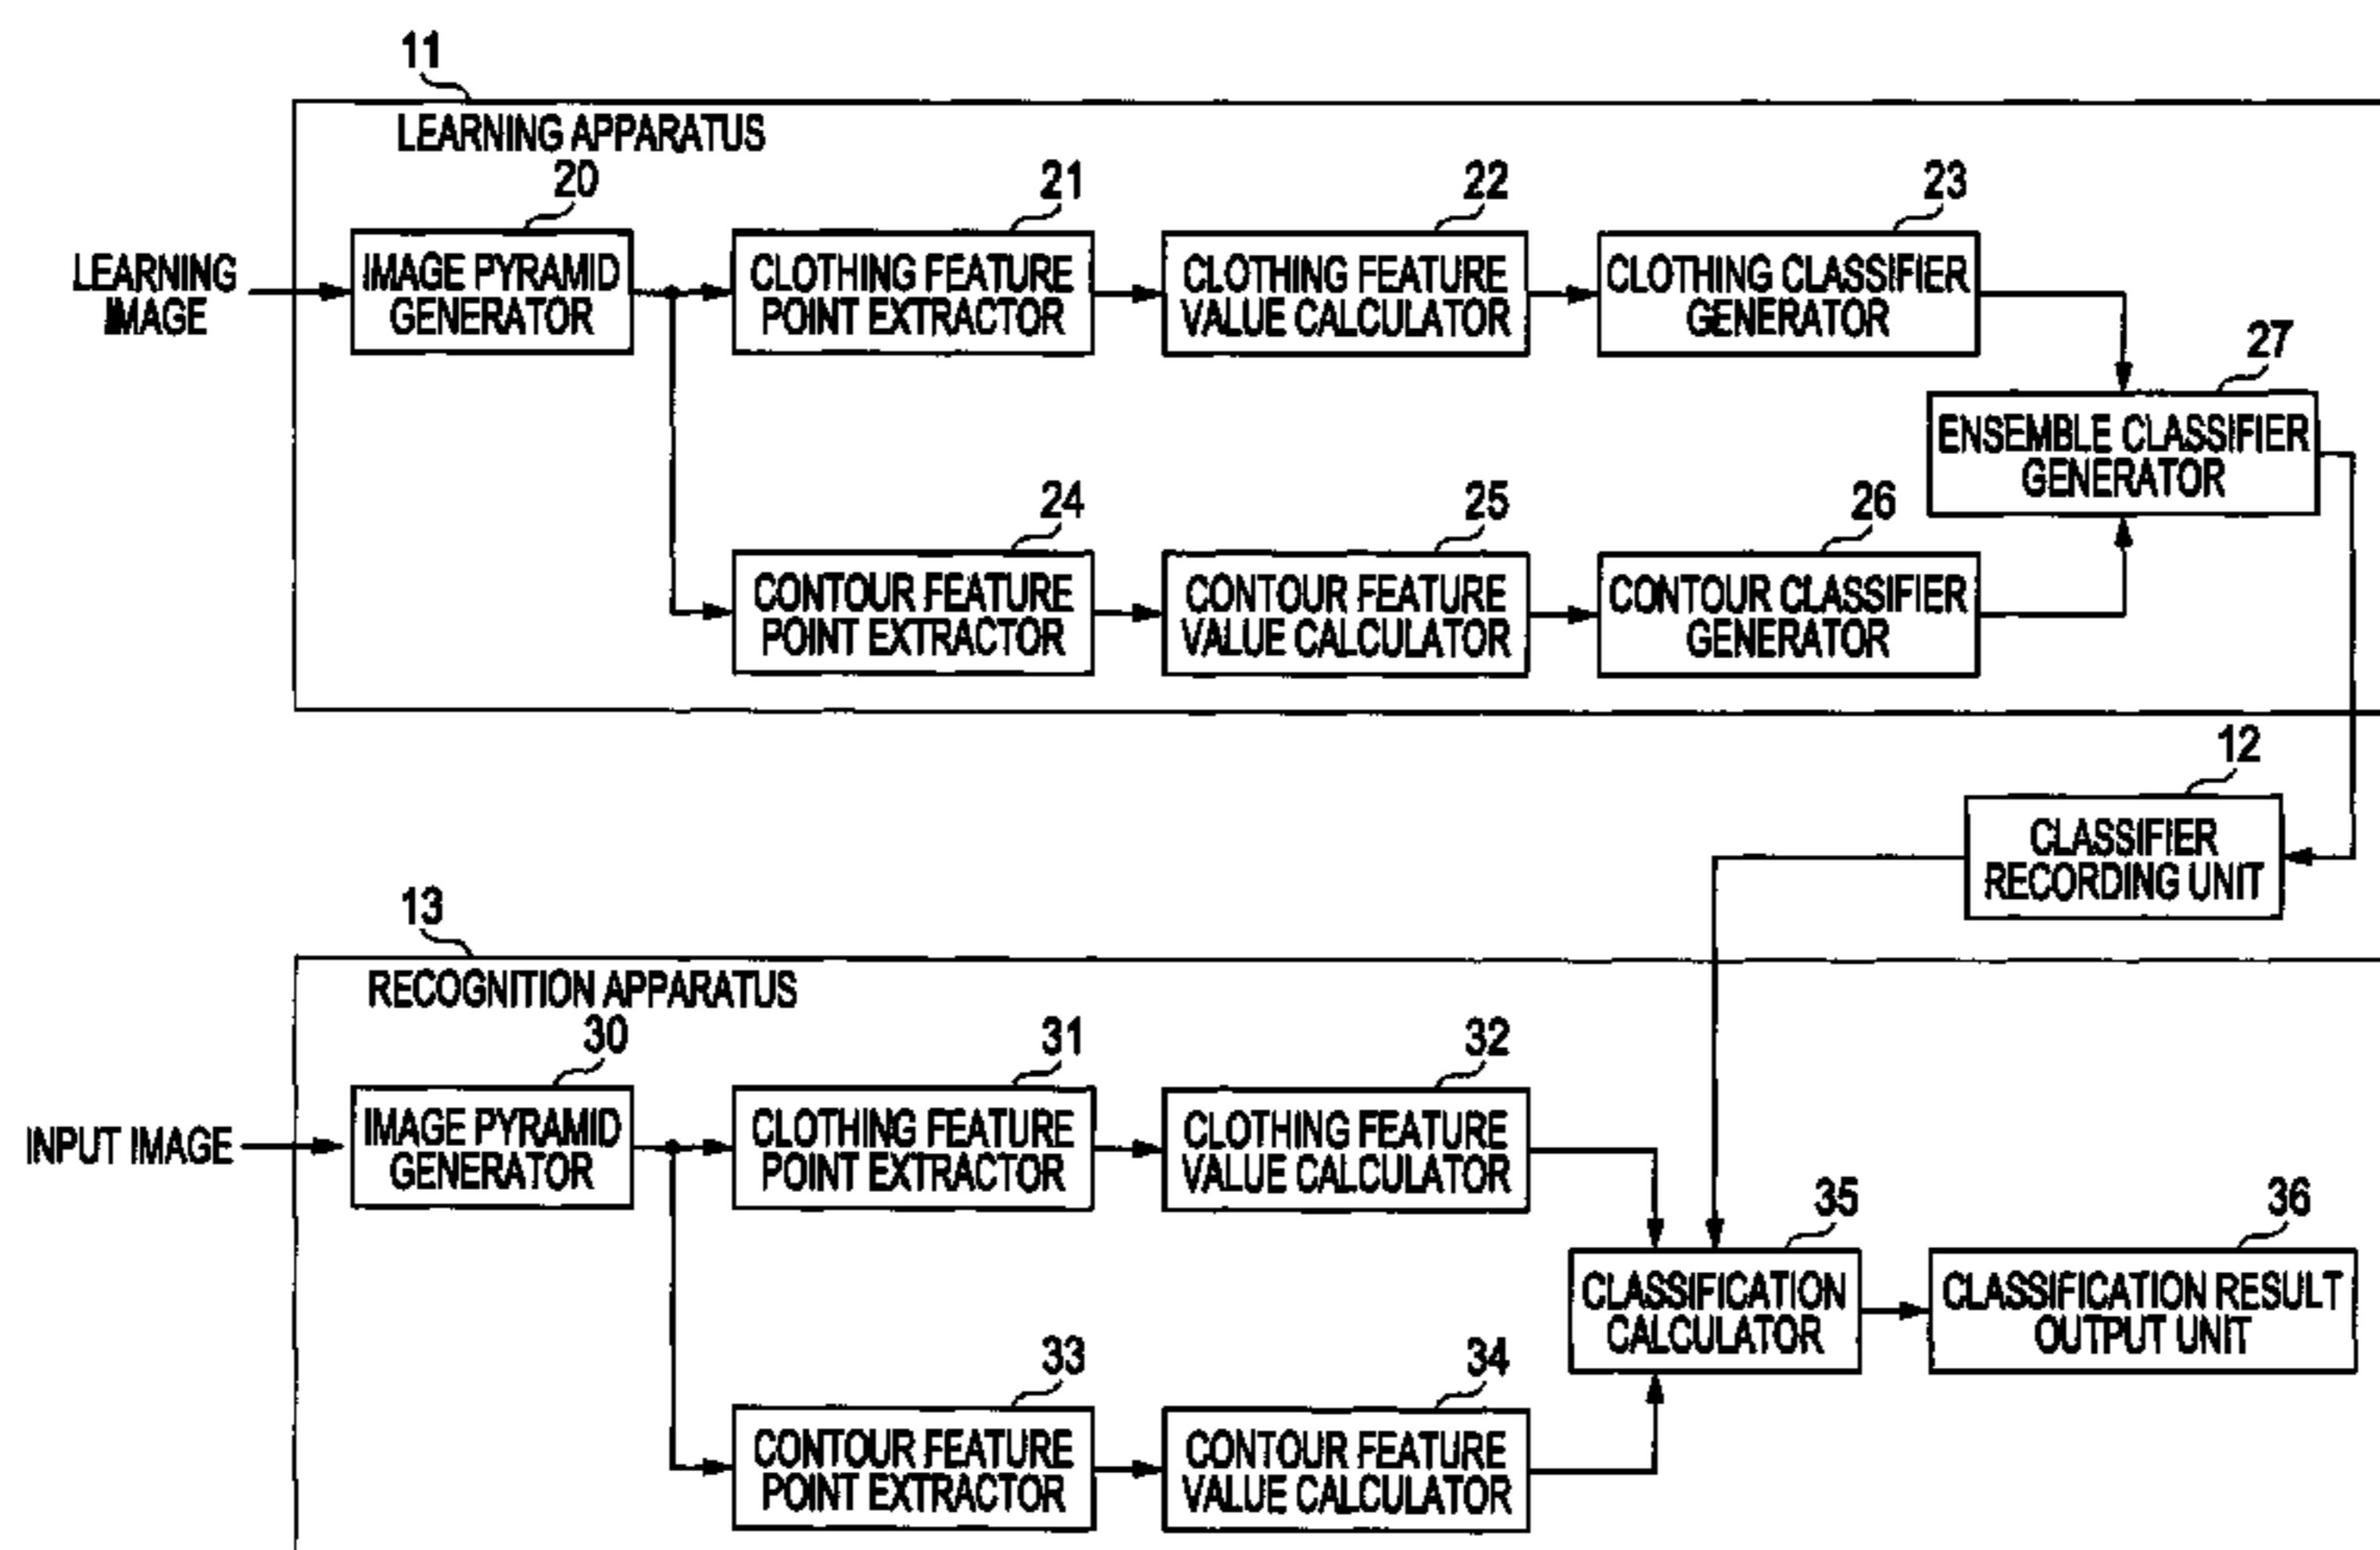 11
LEARNING APPARATUS
20
21
22
23
LEARNING
IMAGE
IMAGE PYRAMID
GENERATOR
CLOTHING FEATURE
POINT EXTRACTOR
CLOTHING FEATURE
VALUE CALCULATOR
CLOTHING CLASSIFIER
GENERATOR
27
ENSEMBLE CLASSIFIER
GENERATOR
24
25
26
CONTOUR FEATURE
POINT EXTRACTOR
CONTOUR FEATURE
VALUE CALCULATOR
CONTOUR CLASSIFIER
GENERATOR
12
CLASSIFIER
RECORDING UNIT
13
RECOGNITION APPARATUS
30
31
32
INPUT IMAGE
IMAGE PYRAMID
GENERATOR
CLOTHING FEATURE
POINT EXTRACTOR
CLOTHING FEATURE
VALUE CALCULATOR
35
36
CLASSIFICATION
CALCULATOR
CLASSIFICATION RESULT
OUTPUT UNIT
33
34
CONTOUR FEATURE
POINT EXTRACTOR
CONTOUR FEATURE
VALUE CALCULATOR